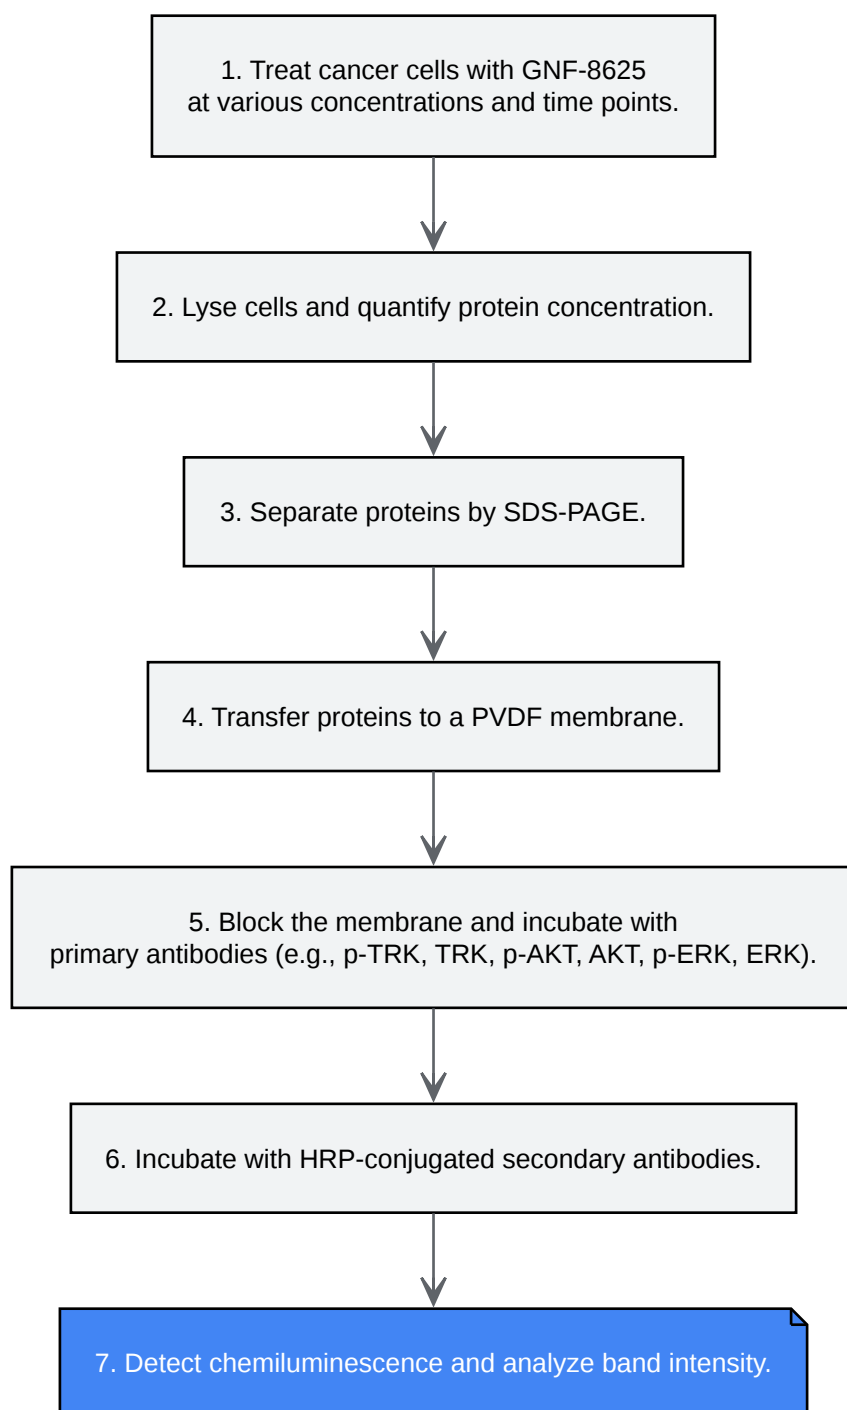 1. Treat cancer cells with GNF-8625
at various concentrations and time points.
2. Lyse cells and quantify protein concentration.
3. Separate proteins by SDS-PAGE.
4. Transfer proteins to a PVDF membrane.
5. Block the membrane and incubate with
primary antibodies (e.g., p-TRK, TRK, p-AKT, AKT, p-ERK, ERK).
6. Incubate with HRP-conjugated secondary antibodies.
7. Detect chemiluminescence and analyze band intensity.